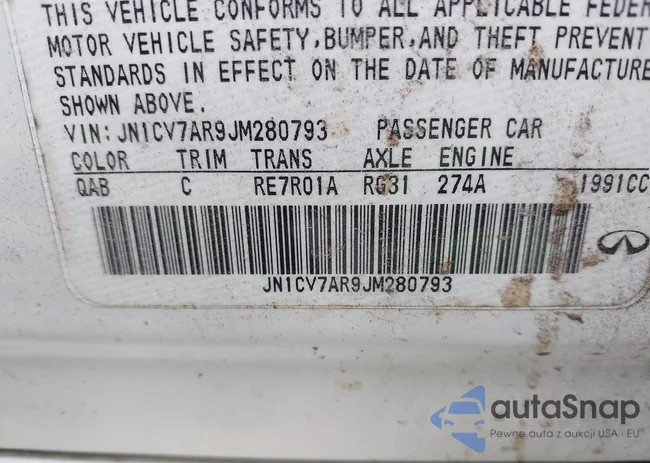 THIS VEHICLE CONFORMS TO ALL APPLICABLE FEDER
MOTOR VEHICLE SAFETY, BUMPER, AND THEFT PREVENT
STANDARDS IN EFFECT ON THE DATE OF MANUFACTURE
SHOWN ABOVE.
VIN: JN1CV7AR9JM280793 PASSENGER CAR
COLOR TRIM TRANS AXLE ENGINE
QAB C RE7R01A RG31 274A 1991CC
JN1CV7AR9JM280793
autaSnap
Pewne auta z aukcji USA i EU